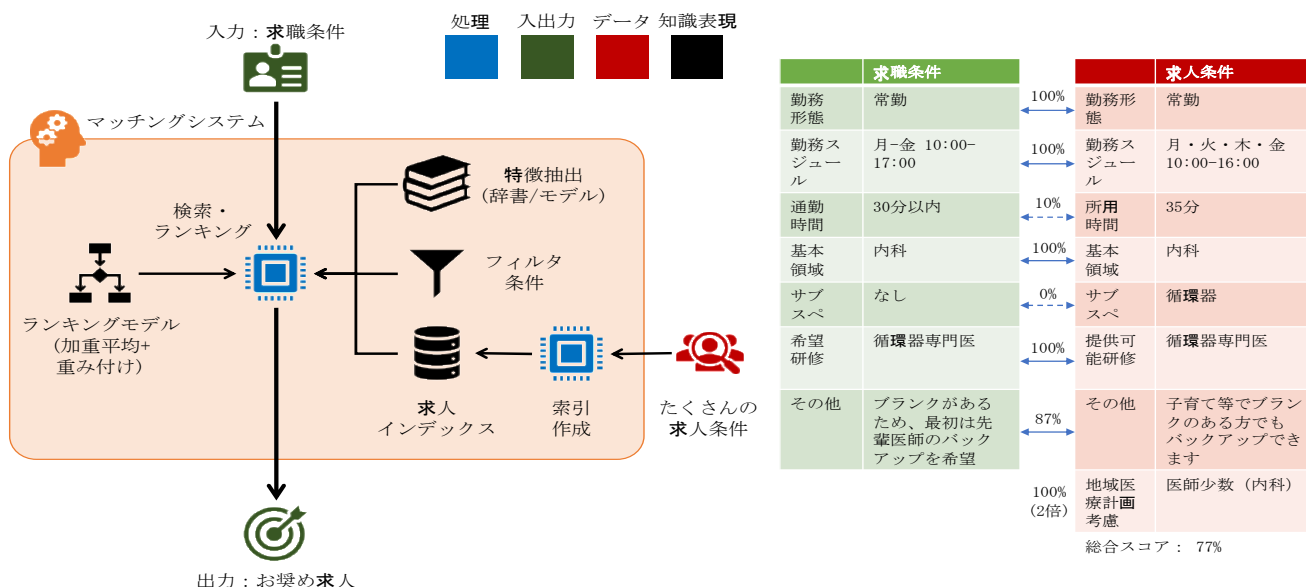 入力：求職条件
処理 入出力 データ 知識表現
マッチングシステム
特徴抽出
(辞書/モデル)
検索・
ランキング
フィルタ
条件
ランキングモデル
(加重平均+
重み付け)
求人
インデックス
索引
作成
たくさんの
求人条件
出力：お奨め求人
求職条件
求人条件
勤務
形態
常勤
100%
勤務形
態
常勤
勤務ス
ジュー
ル
月-金 10:00-
17:00
100%
勤務ス
ジュー
ル
月・火・木・金
10:00-16:00
通勤
時間
30分以内
10%
所用
時間
35分
基本
領域
内科
100%
基本
領域
内科
サブ
スペ
なし
0%
サブ
スペ
循環器
希望
研修
循環器専門医
100%
提供可
能研修
循環器専門医
その他
ブランクがある
ため、最初は先
輩医師のバック
アップを希望
87%
その他
子育て等でブラン
クのある方でも
バックアップでき
ます
100%
(2倍)
地域医
療計画
考慮
医師少数（内科）
総合スコア： 77%